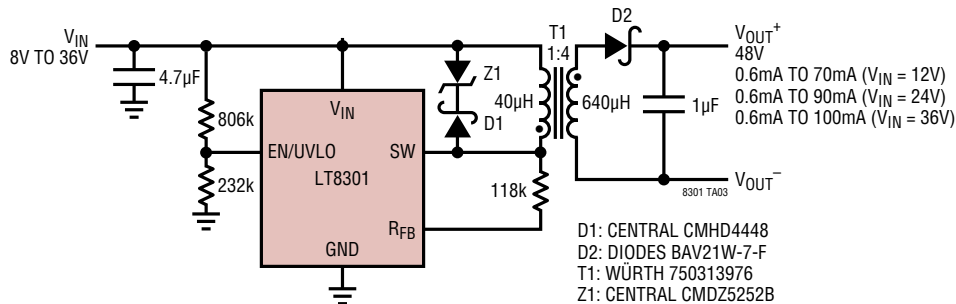 VIN
8V TO 36V
4.7µF
806k
232k
VIN
EN/UVLO
SW
LT8301
RFB
GND
Z1
D1
118k
T1
1:4
40µH
640µH
D2
1µF
VOUT+
48V
0.6mA TO 70mA (VIN = 12V)
0.6mA TO 90mA (VIN = 24V)
0.6mA TO 100mA (VIN = 36V)
VOUT–
8301 TA03
D1: CENTRAL CMHD4448
D2: DIODES BAV21W-7-F
T1: WÜRTH 750313976
Z1: CENTRAL CMDZ5252B